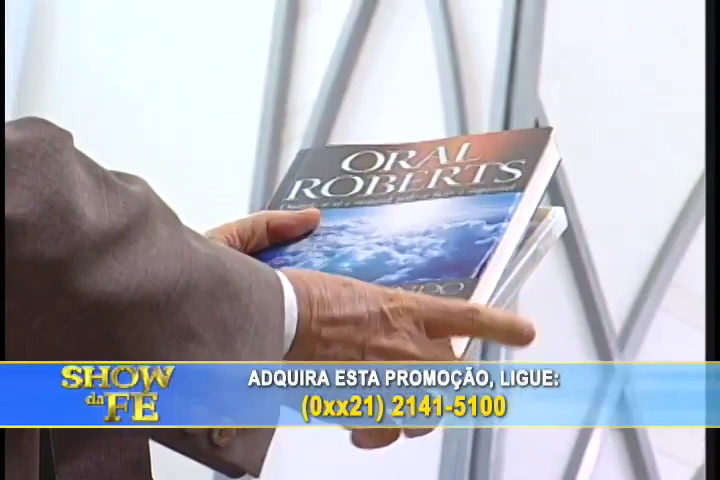 ORAL
ROBERTS
SHOW
da
FÉ
ADQUIRA ESTA PROMOÇÃO, LIGUE:
(0xx21) 2141-5100